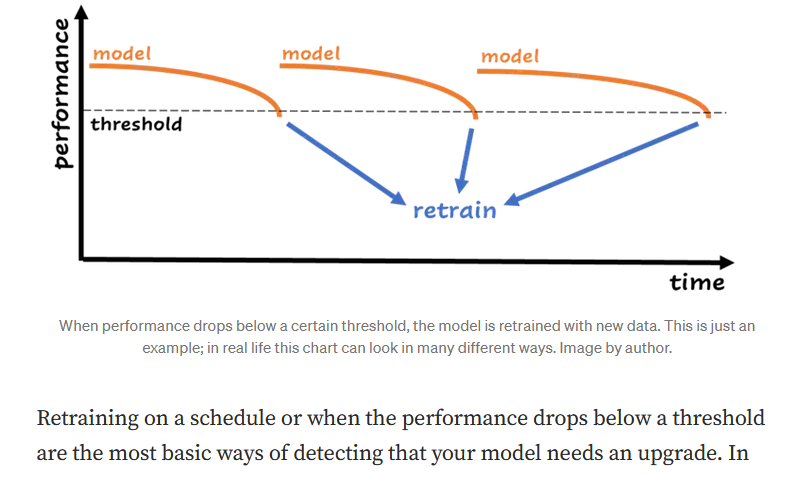 performance
model
model
model
threshold
retrain
time
When performance drops below a certain threshold, the model is retrained with new data. This is just an
example; in real life this chart can look in many different ways. Image by author.
Retraining on a schedule or when the performance drops below a threshold
are the most basic ways of detecting that your model needs an upgrade. In